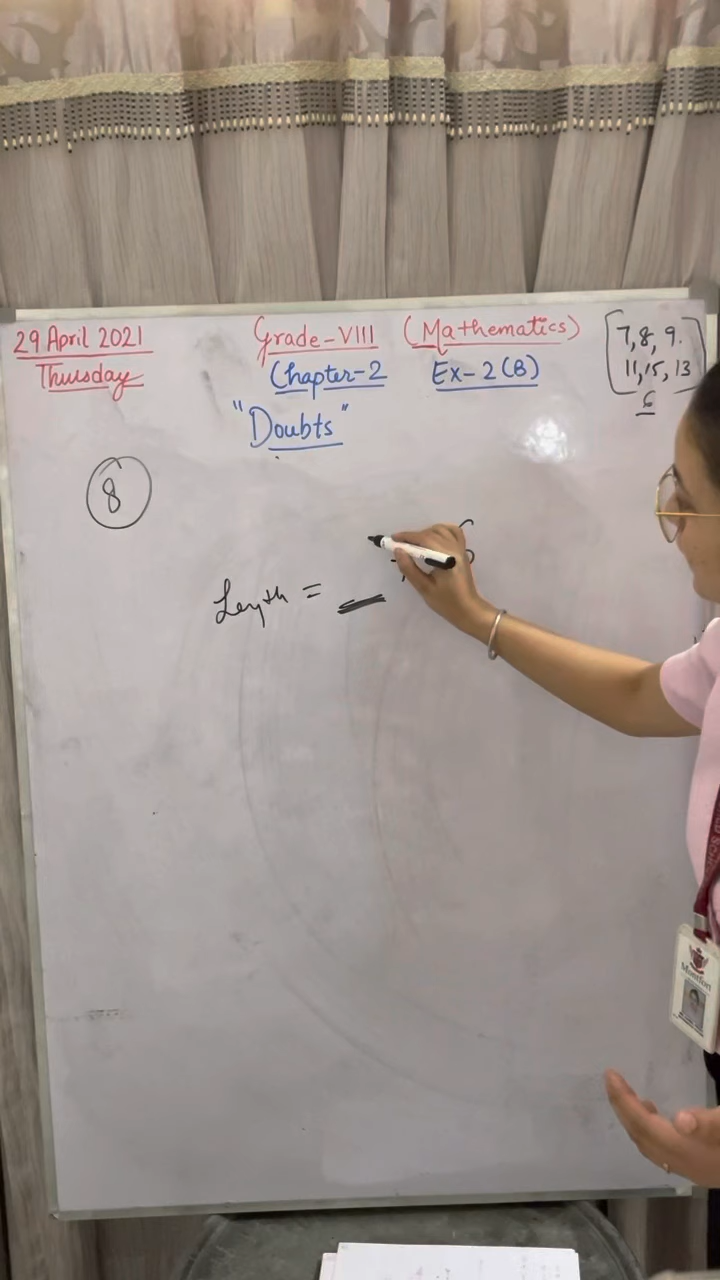 29 April 2021
Thursday
Grade-VIII (Mathematics)
Chapter-2 Ex-2(B)
"Doubts"
7, 8, 9.
11, 15, 13
6
8
Length =